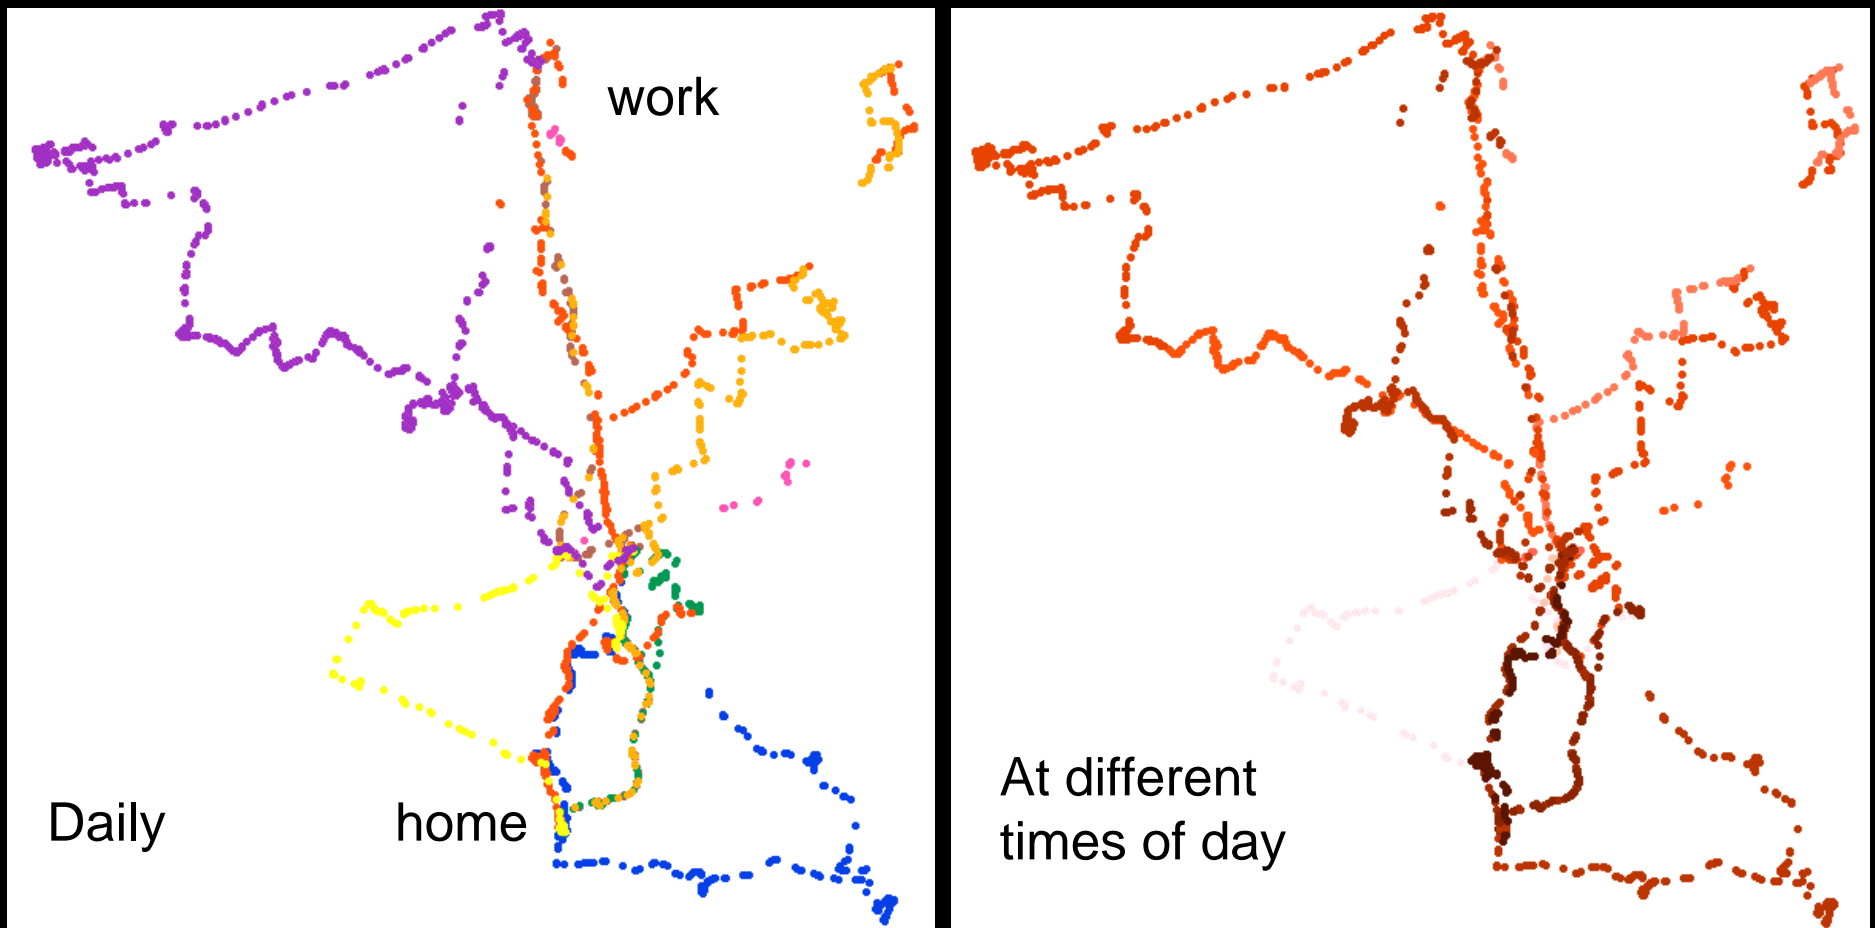 work
Daily
home
At different
times of day